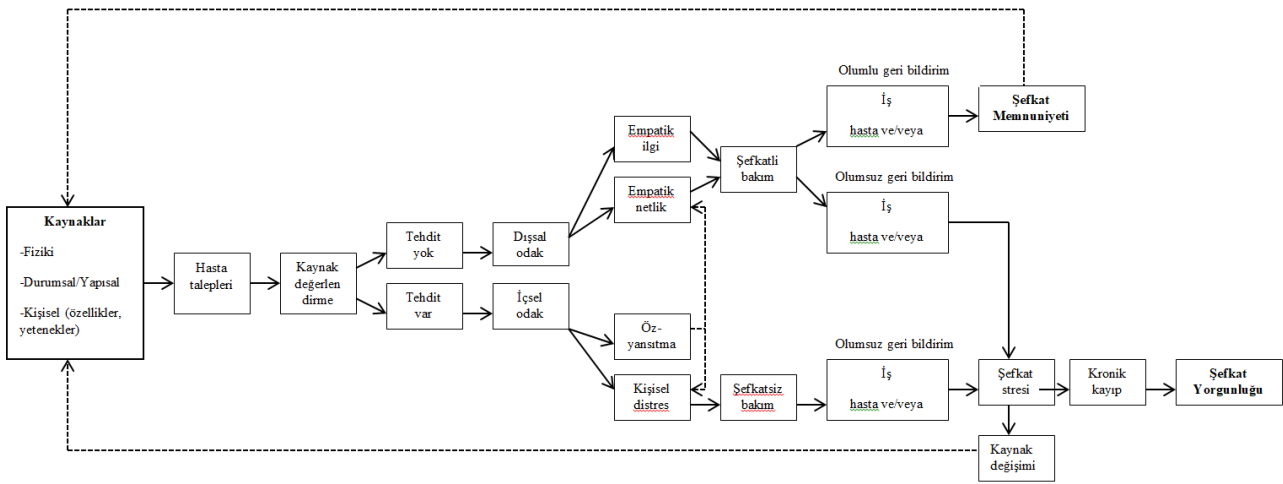 Kaynaklar
-Fiziki
-Durumsal/Yapısal
-Kişisel (özellikler,
yetenekler)
Hasta
talepleri
Kaynak
değerlen
dirme
Tehdit
yok
Tehdit
var
Dışsal
odak
İçsel
odak
Empatik
ilgi
Empatik
netlik
Öz-
yansıtma
Kişisel
distres
Şefkatli
bakım
Şefkatsiz
bakım
Olumlu geri bildirim
İş
hasta ve/veya
Olumsuz geri bildirim
İş
hasta ve/veya
Olumsuz geri bildirim
İş
hasta ve/veya
Şefkat
Memnuniyeti
Şefkat
stresi
Kaynak
değişimi
Kronik
kayıp
Şefkat
Yorgunluğu